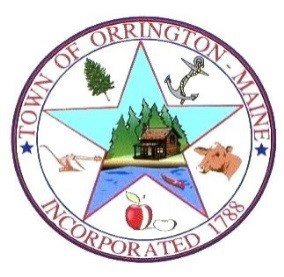 TOWN OF ORRINGTON - MAINE
INCORPORATED 1788